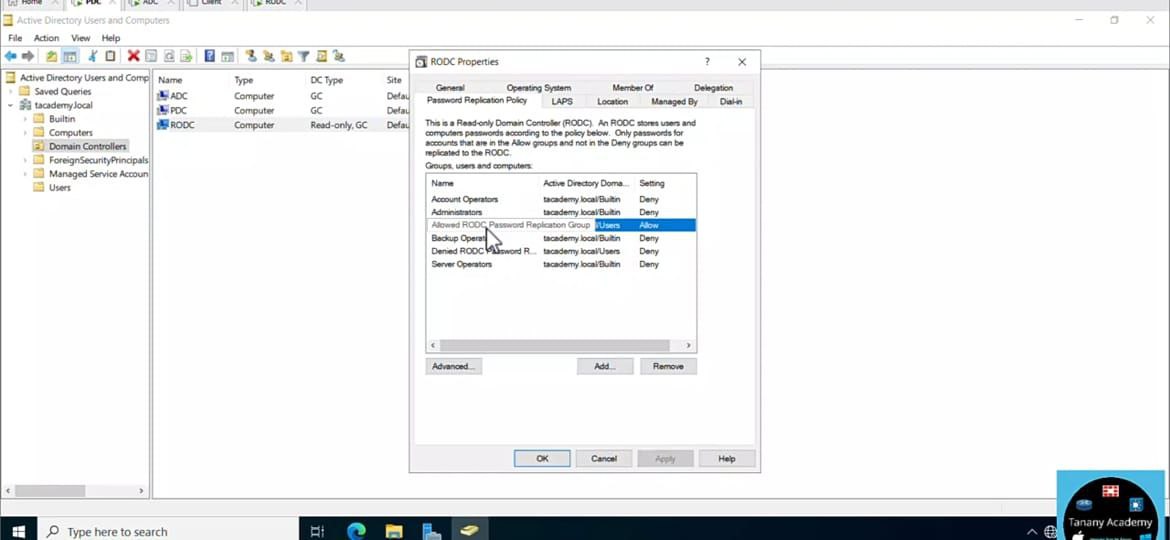 Home PDC ADC Client RODC
Active Directory Users and Computers
File Action View Help
Active Directory Users and Comp
Saved Queries
tacademy.local
Builtin
Computers
Domain Controllers
ForeignSecurityPrincipals
Managed Service Accoun
Users
Name Type DC Type Site
ADC Computer GC Defau
PDC Computer GC Defau
RODC Computer Read-only, GC Defau
RODC Properties
General Operating System Member Of Delegation
Password Replication Policy LAPS Location Managed By Dial-in
This is a Read-only Domain Controller (RODC). An RODC stores users and
computers passwords according to the policy below. Only passwords for
accounts that are in the Allow groups and not in the Deny groups can be
replicated to the RODC.
Groups, users and computers:
Name Active Directory Doma... Setting
Account Operators tacademy.local/Builtin Deny
Administrators tacademy.local/Builtin Deny
Allowed RODC Password Replication Group /Users Allow
Backup Operat tacademy.local/Builtin Deny
Denied RODC Password R... tacademy.local/Users Deny
Server Operators tacademy.local/Builtin Deny
Advanced... Add... Remove
OK Cancel Apply Help
Type here to search
Tanany Academy